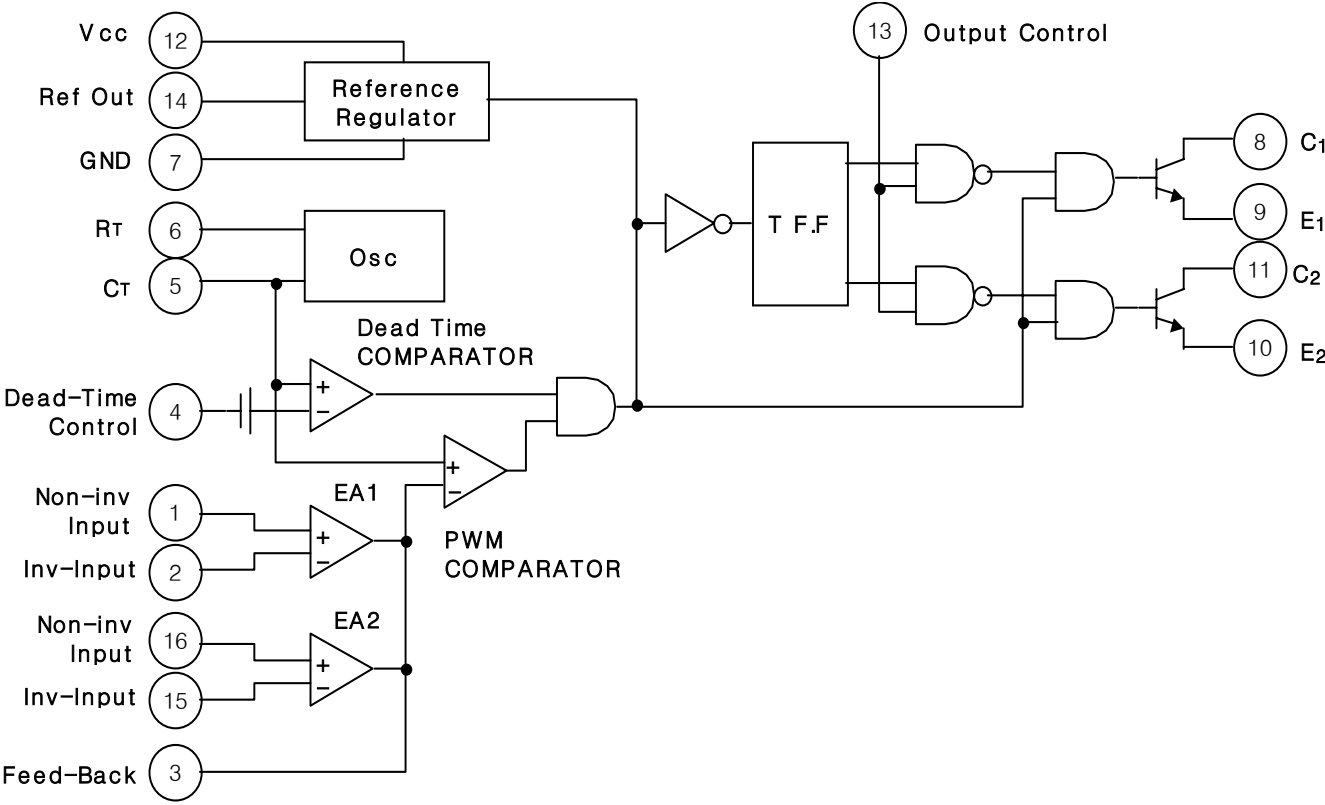 Vcc
12
Ref Out
14
GND
7
Reference
Regulator
RT
6
CT
5
Osc
Dead Time
COMPARATOR
Dead-Time
Control
4
+
-
+
-
PWM
COMPARATOR
Non-inv
Input
1
Inv-Input
2
EA1
+
-
Non-inv
Input
16
Inv-Input
15
EA2
+
-
Feed-Back
3
13
Output Control
T F.F
8
C1
9
E1
11
C2
10
E2